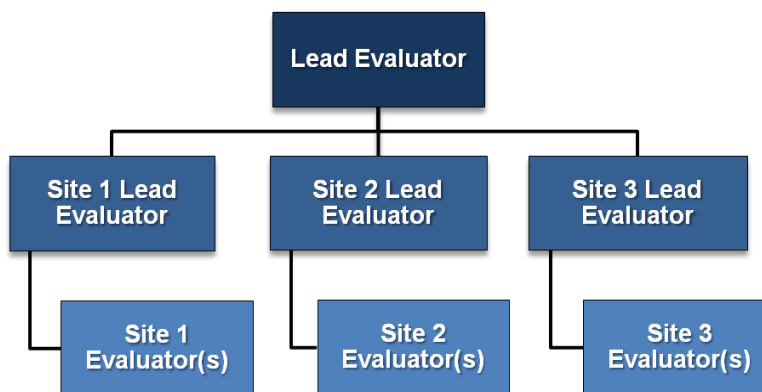 Lead Evaluator
Site 1 Lead
Evaluator
Site 2 Lead
Evaluator
Site 3 Lead
Evaluator
Site 1
Evaluator(s)
Site 2
Evaluator(s)
Site 3
Evaluator(s)